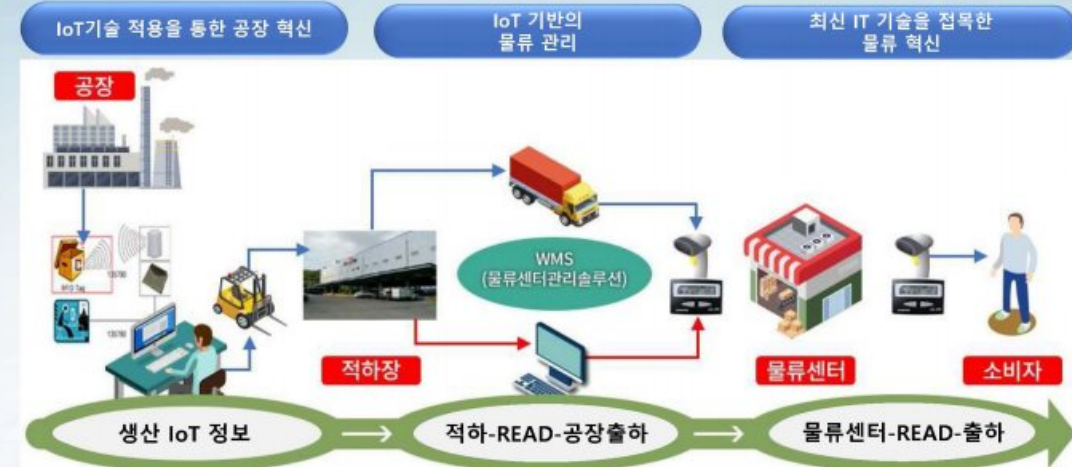 IoT기술 적용을 통한 공장 혁신
IoT 기반의
물류 관리
최신 IT 기술을 접목한
물류 혁신
공장
RFID Tag
135790
135790
WMS
(물류센터관리솔루션)
적하장
물류센터
소비자
생산 IoT 정보
적하-READ-공장출하
물류센터-READ-출하